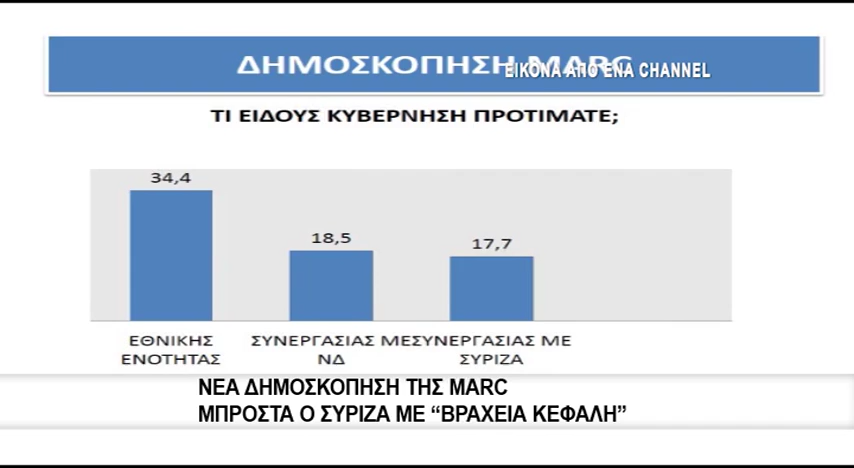 ΔΗΜΟΣΚΟΠΗΣΗ MARC
ΕΙΚΟΝΑ ΑΠΟ ΕΝΑ CHANNEL
ΤΙ ΕΙΔΟΥΣ ΚΥΒΕΡΝΗΣΗ ΠΡΟΤΙΜΑΤΕ;
34,4
18,5
17,7
ΕΘΝΙΚΗΣ
ΕΝΟΤΗΤΑΣ
ΣΥΝΕΡΓΑΣΙΑΣ ΜΕ
ΝΔ
ΣΥΝΕΡΓΑΣΙΑΣ ΜΕ
ΣΥΡΙΖΑ
ΝΕΑ ΔΗΜΟΣΚΟΠΗΣΗ ΤΗΣ MARC
ΜΠΡΟΣΤΑ Ο ΣΥΡΙΖΑ ΜΕ “ΒΡΑΧΕΙΑ ΚΕΦΑΛΗ”